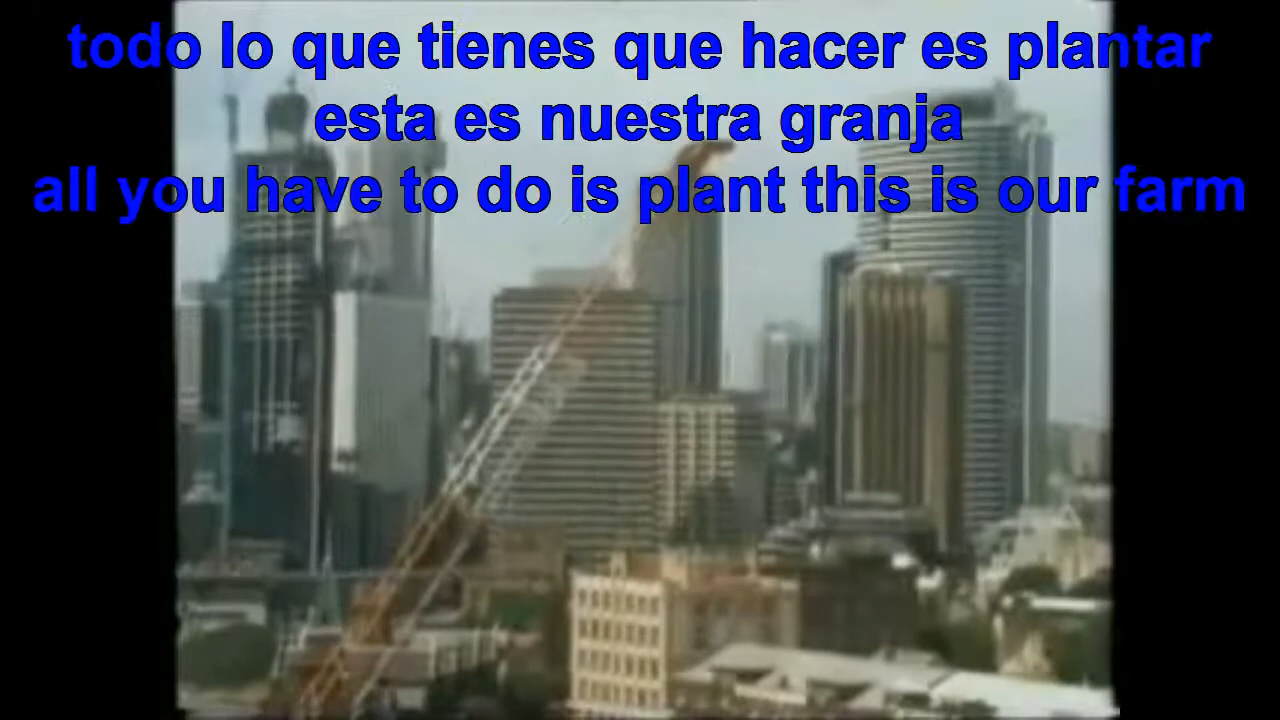 todo lo que tienes que hacer es plantar
esta es nuestra granja
all you have to do is plant this is our farm